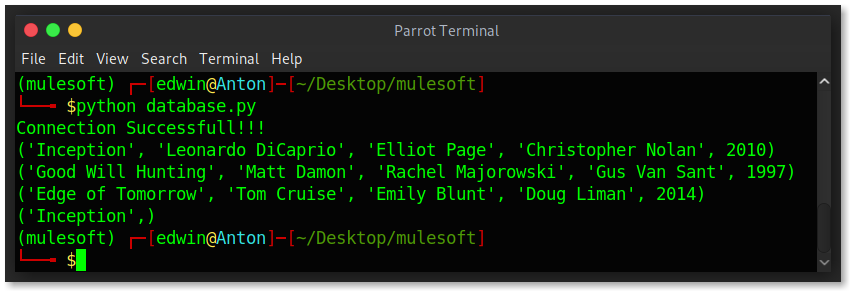 Parrot Terminal
File Edit View Search Terminal Help
(mulesoft) ┌─[edwin@Anton]─[~/Desktop/mulesoft]
└──╼ $python database.py
Connection Successfull!!!
('Inception', 'Leonardo DiCaprio', 'Elliot Page', 'Christopher Nolan', 2010)
('Good Will Hunting', 'Matt Damon', 'Rachel Majorowski', 'Gus Van Sant', 1997)
('Edge of Tomorrow', 'Tom Cruise', 'Emily Blunt', 'Doug Liman', 2014)
('Inception',)
(mulesoft) ┌─[edwin@Anton]─[~/Desktop/mulesoft]
└──╼ $